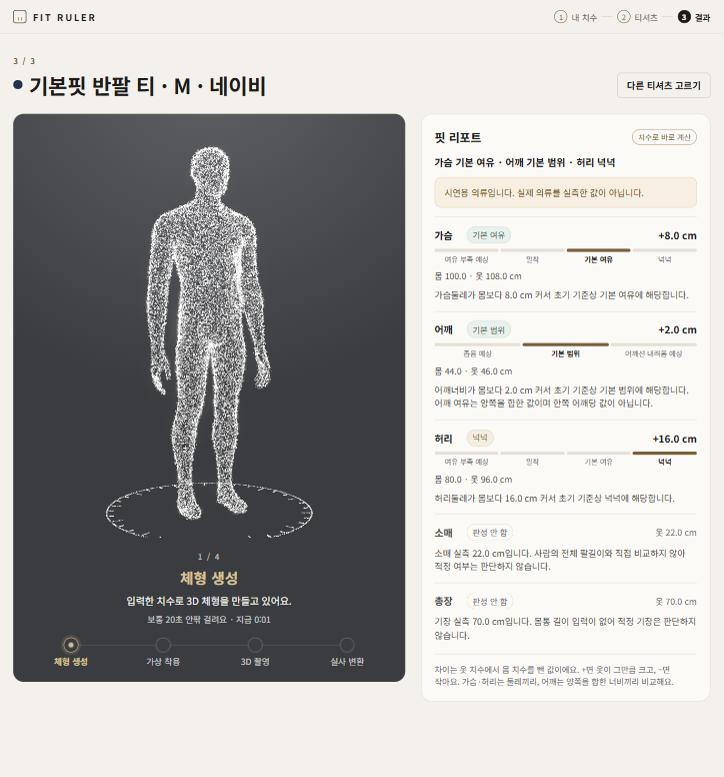 FIT RULER
1 내 치수
2 티셔츠
3 결과
3 / 3
기본핏 반팔 티 · M · 네이비
다른 티셔츠 고르기
핏 리포트
치수로 바로 계산
가슴 기본 여유 · 어깨 기본 범위 · 허리 넉넉
시연용 의류입니다. 실제 의류를 실측한 값이 아닙니다.
가슴 기본 여유 +8.0 cm
여유 부족 예상 밀착 기본 여유 넉넉
몸 100.0 · 옷 108.0 cm
가슴둘레가 몸보다 8.0 cm 커서 초기 기준상 기본 여유에 해당합니다.
어깨 기본 범위 +2.0 cm
좁음 예상 기본 범위 어깨선 내려옴 예상
몸 44.0 · 옷 46.0 cm
어깨너비가 몸보다 2.0 cm 커서 초기 기준상 기본 범위에 해당합니다.
어깨 여유는 양쪽을 합한 값이며 한쪽 어깨당 값이 아닙니다.
허리 넉넉 +16.0 cm
여유 부족 예상 밀착 기본 여유 넉넉
몸 80.0 · 옷 96.0 cm
허리둘레가 몸보다 16.0 cm 커서 초기 기준상 넉넉에 해당합니다.
소매 판정 안 함 옷 22.0 cm
소매 실측 22.0 cm입니다. 사람의 전체 팔길이와 직접 비교하지 않아
적정 여부는 판단하지 않습니다.
총장 판정 안 함 옷 70.0 cm
기장 실측 70.0 cm입니다. 몸통 길이 입력이 없어 적정 기장은 판단하지
않습니다.
차이는 옷 치수에서 몸 치수를 뺀 값이에요. +면 옷이 그만큼 크고, −면
작아요. 가슴·허리는 둘레끼리, 어깨는 양쪽을 합한 너비끼리 비교해요.
1 / 4
체형 생성
입력한 치수로 3D 체형을 만들고 있어요.
보통 20초 안팎 걸려요 · 지금 0:01
체형 생성 가상 착용 3D 촬영 실사 변환